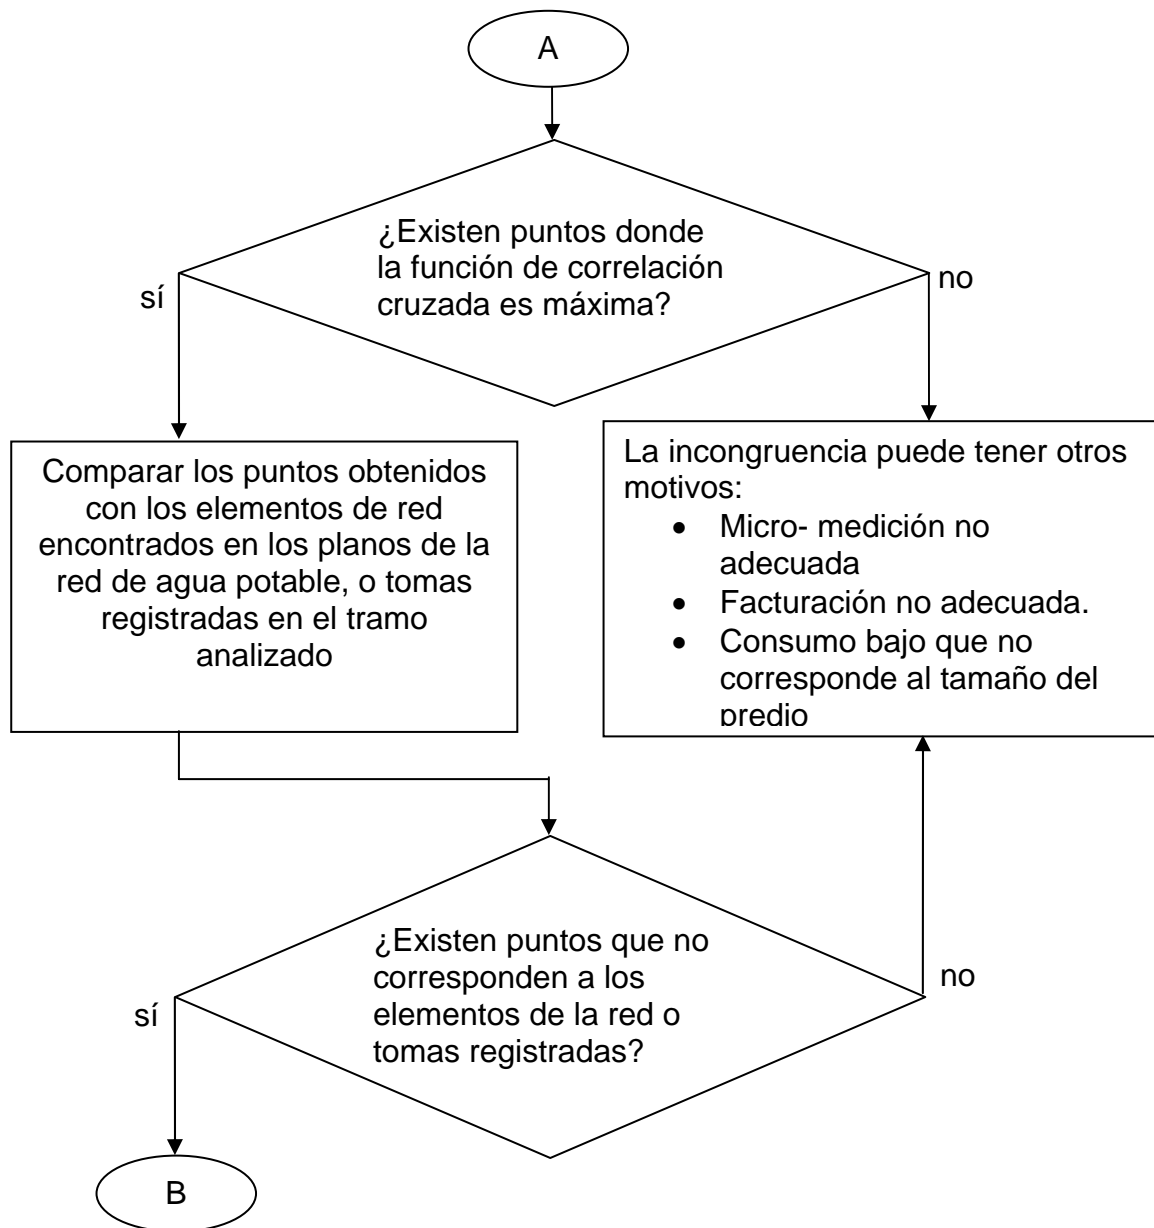 A
¿Existen puntos donde
la función de correlación
cruzada es máxima?
sí
no
Comparar los puntos obtenidos
con los elementos de red
encontrados en los planos de la
red de agua potable, o tomas
registradas en el tramo
analizado
La incongruencia puede tener otros
motivos:
• Micro- medición no
adecuada
• Facturación no adecuada.
• Consumo bajo que no
corresponde al tamaño del
predio
¿Existen puntos que no
corresponden a los
elementos de la red o
tomas registradas?
sí
no
B